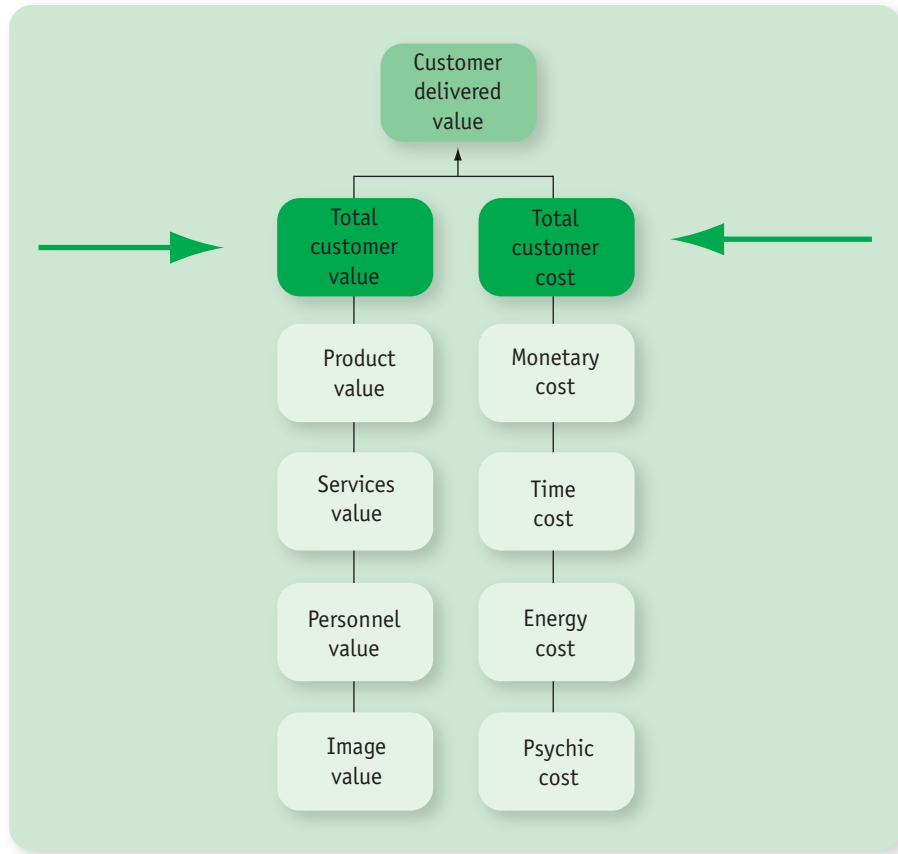 Customer
delivered
value
Total
customer
value
Total
customer
cost
Product
value
Monetary
cost
Services
value
Time
cost
Personnel
value
Energy
cost
Image
value
Psychic
cost